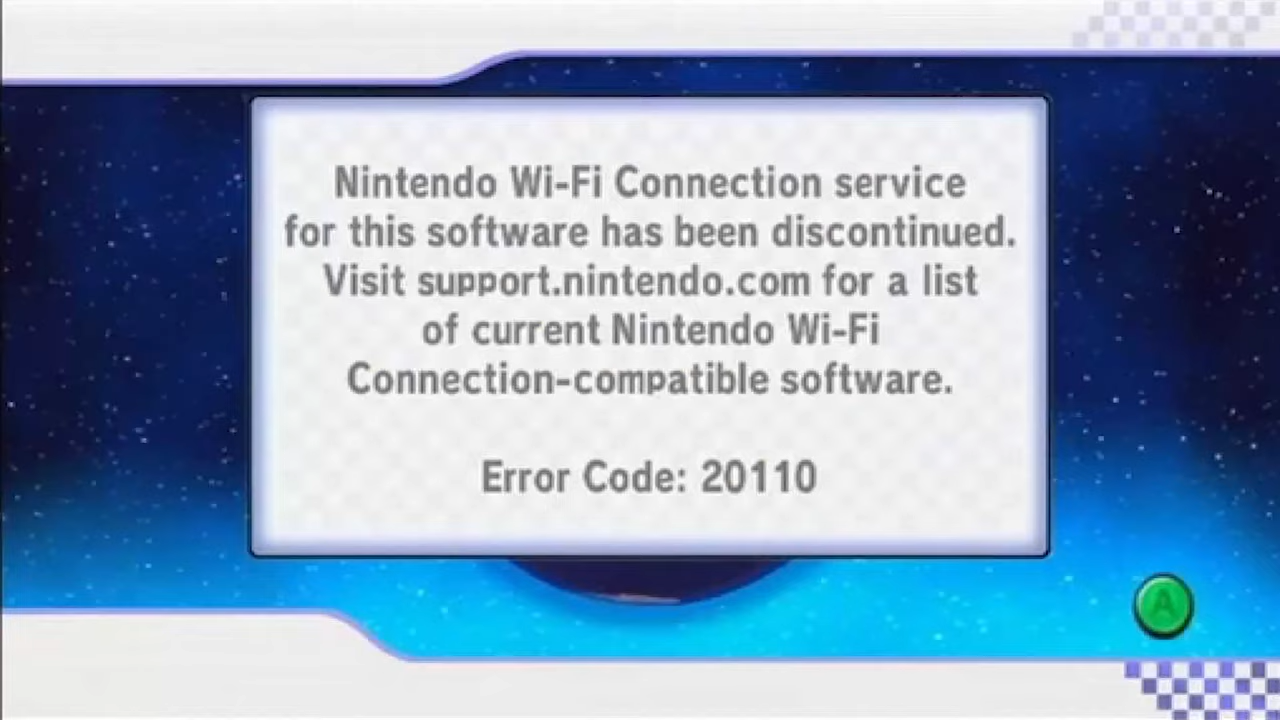 Nintendo Wi-Fi Connection service
for this software has been discontinued.
Visit support.nintendo.com for a list
of current Nintendo Wi-Fi
Connection-compatible software.
Error Code: 20110
A